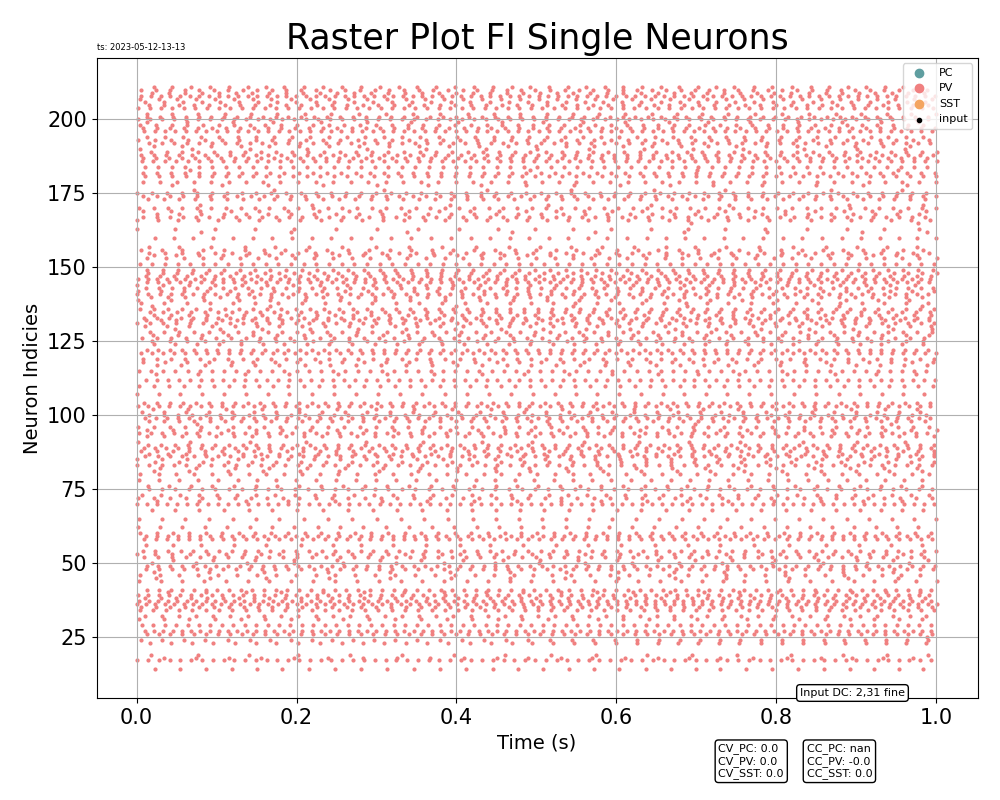 Raster Plot FI Single Neurons
ts: 2023-05-12-13-13
PC
PV
SST
input
200
175
150
125
100
75
50
25
Neuron Indicies
Input DC: 2,31 fine
0.0 0.2 0.4 0.6 0.8 1.0
Time (s)
CV_PC: 0.0
CV_PV: 0.0
CV_SST: 0.0
CC_PC: nan
CC_PV: -0.0
CC_SST: 0.0